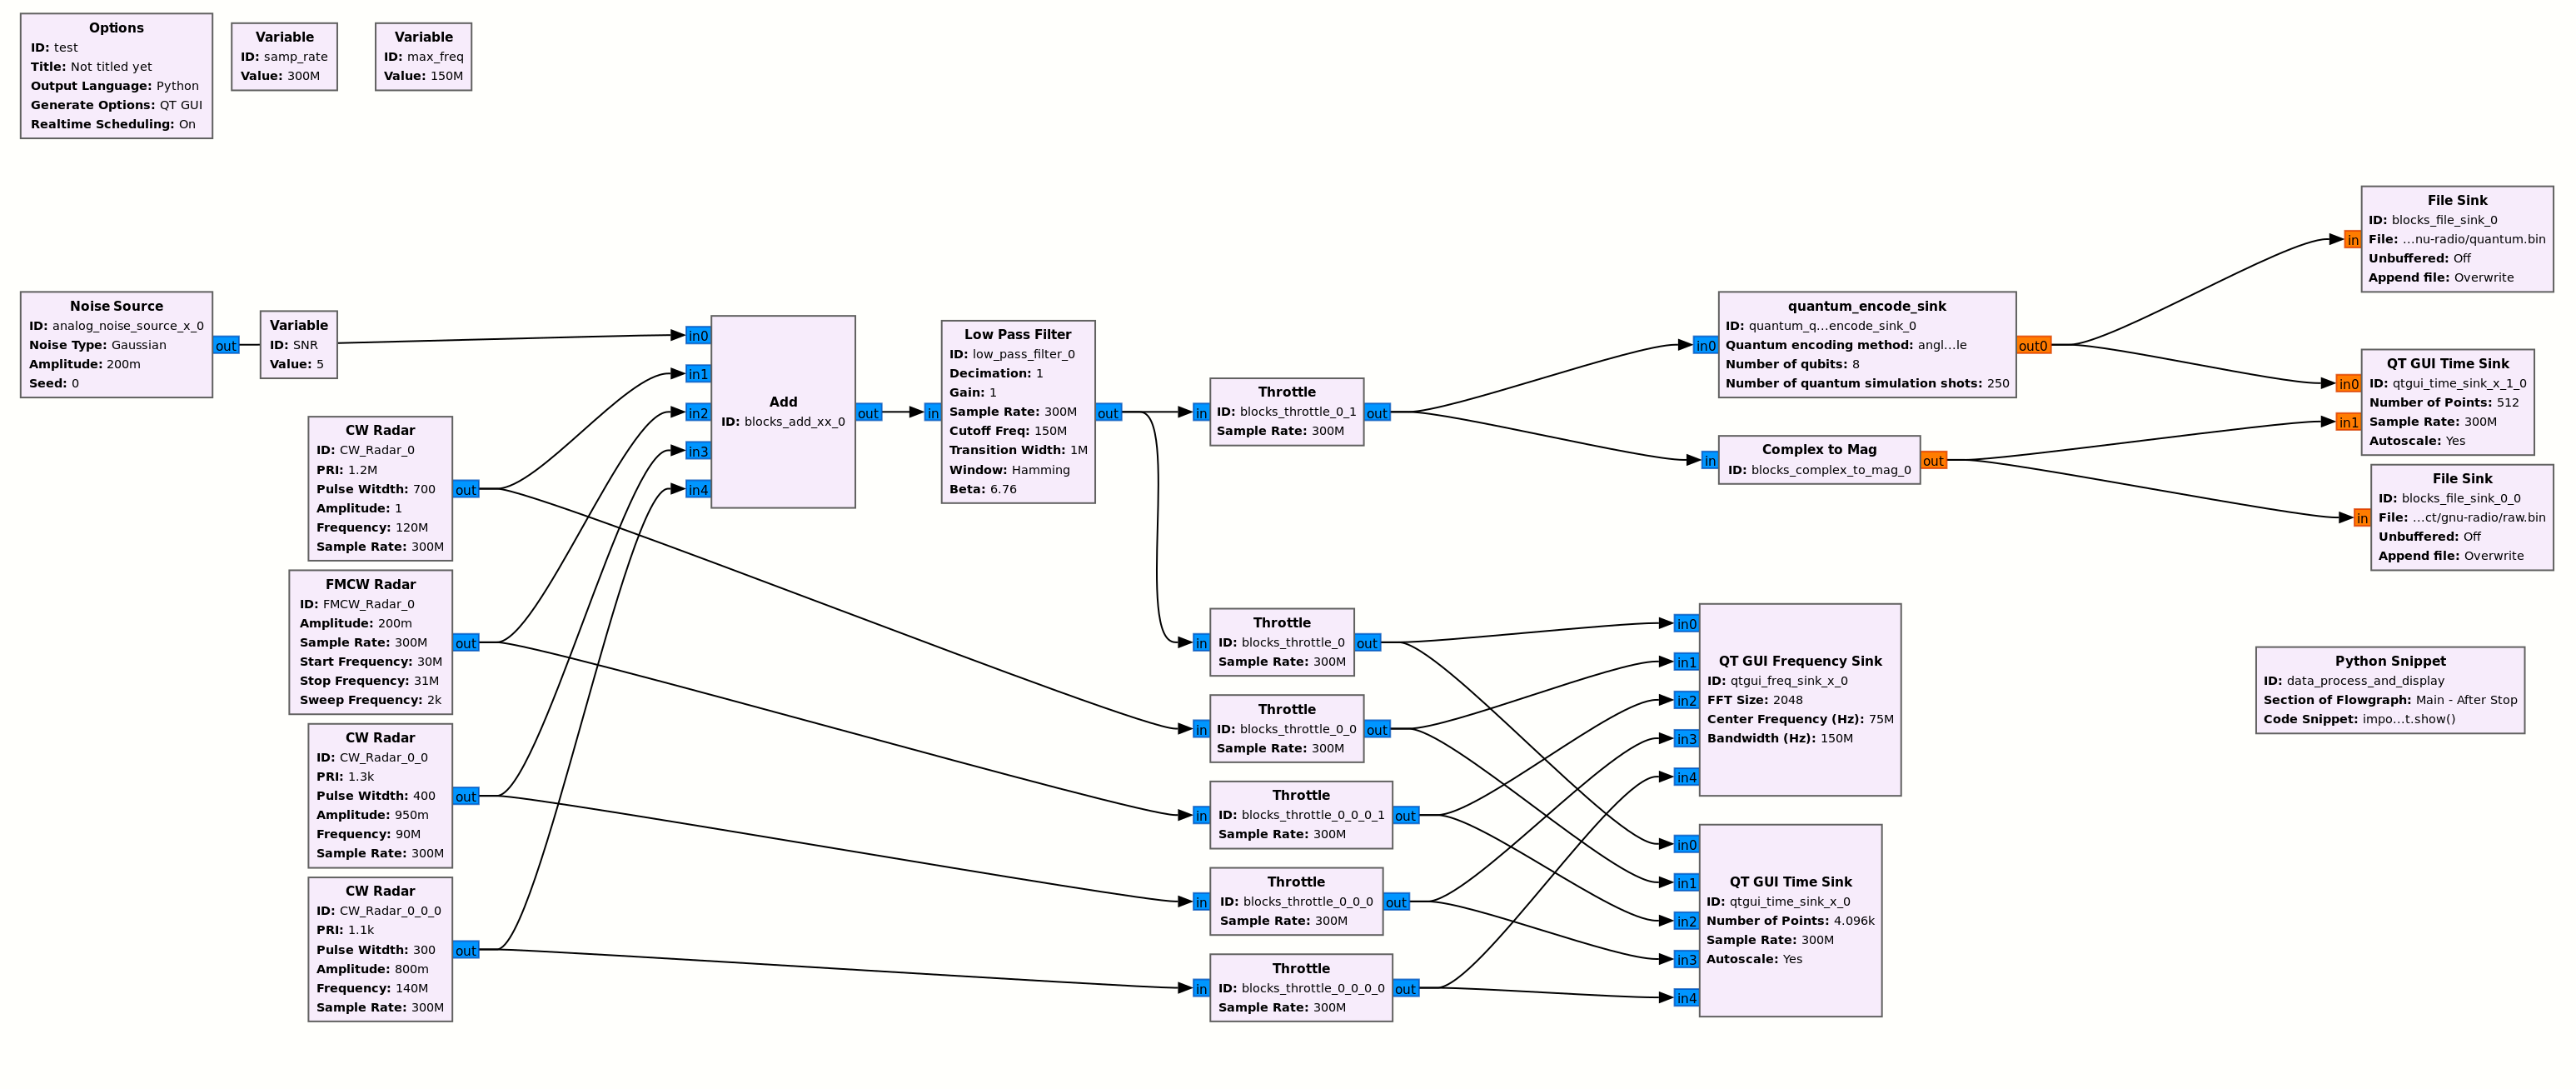 Options
ID: test
Title: Not titled yet
Output Language: Python
Generate Options: QT GUI
Realtime Scheduling: On
Variable
ID: samp_rate
Value: 300M
Variable
ID: max_freq
Value: 150M
Noise Source
ID: analog_noise_source_x_0
Noise Type: Gaussian
Amplitude: 200m
Seed: 0
out
Variable
ID: SNR
Value: 5
CW Radar
ID: CW_Radar_0
PRI: 1.2M
Pulse Witdth: 700
Amplitude: 1
Frequency: 120M
Sample Rate: 300M
out
FMCW Radar
ID: FMCW_Radar_0
Amplitude: 200m
Sample Rate: 300M
Start Frequency: 30M
Stop Frequency: 31M
Sweep Frequency: 2k
out
CW Radar
ID: CW_Radar_0_0
PRI: 1.3k
Pulse Witdth: 400
Amplitude: 950m
Frequency: 90M
Sample Rate: 300M
out
CW Radar
ID: CW_Radar_0_0_0
PRI: 1.1k
Pulse Witdth: 300
Amplitude: 800m
Frequency: 140M
Sample Rate: 300M
out
in0
in1
in2
in3
in4
Add
ID: blocks_add_xx_0
out
in
Low Pass Filter
ID: low_pass_filter_0
Decimation: 1
Gain: 1
Sample Rate: 300M
Cutoff Freq: 150M
Transition Width: 1M
Window: Hamming
Beta: 6.76
out
in
Throttle
ID: blocks_throttle_0_1
Sample Rate: 300M
out
in
Throttle
ID: blocks_throttle_0
Sample Rate: 300M
out
in
Throttle
ID: blocks_throttle_0_0
Sample Rate: 300M
out
in
Throttle
ID: blocks_throttle_0_0_0_1
Sample Rate: 300M
out
in
Throttle
ID: blocks_throttle_0_0_0
Sample Rate: 300M
out
in
Throttle
ID: blocks_throttle_0_0_0_0
Sample Rate: 300M
out
in0
quantum_encode_sink
ID: quantum_q...encode_sink_0
Quantum encoding method: angl...le
Number of qubits: 8
Number of quantum simulation shots: 250
out0
in
Complex to Mag
ID: blocks_complex_to_mag_0
out
in0
in1
in2
in3
in4
QT GUI Frequency Sink
ID: qtgui_freq_sink_x_0
FFT Size: 2048
Center Frequency (Hz): 75M
Bandwidth (Hz): 150M
in0
in1
in2
in3
in4
QT GUI Time Sink
ID: qtgui_time_sink_x_0
Number of Points: 4.096k
Sample Rate: 300M
Autoscale: Yes
in
File Sink
ID: blocks_file_sink_0
File: ...nu-radio/quantum.bin
Unbuffered: Off
Append file: Overwrite
in0
in1
QT GUI Time Sink
ID: qtgui_time_sink_x_1_0
Number of Points: 512
Sample Rate: 300M
Autoscale: Yes
in
File Sink
ID: blocks_file_sink_0_0
File: ...ct/gnu-radio/raw.bin
Unbuffered: Off
Append file: Overwrite
Python Snippet
ID: data_process_and_display
Section of Flowgraph: Main - After Stop
Code Snippet: impo...t.show()